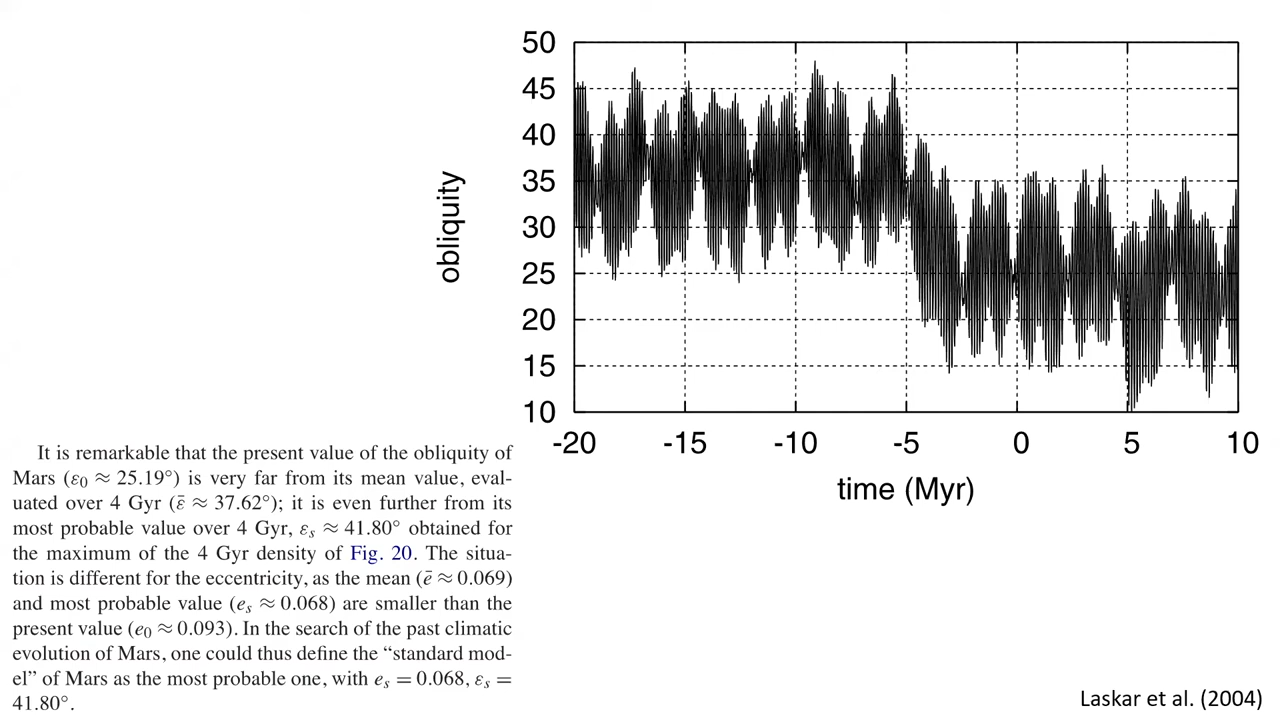 50
45
40
35
30
25
20
15
10
obliquity
-20 -15 -10 -5 0 5 10
time (Myr)
It is remarkable that the present value of the obliquity of
Mars (ε₀ ≈ 25.19°) is very far from its mean value, eval-
uated over 4 Gyr (ε̄ ≈ 37.62°); it is even further from its
most probable value over 4 Gyr, εₛ ≈ 41.80° obtained for
the maximum of the 4 Gyr density of Fig. 20. The situa-
tion is different for the eccentricity, as the mean (ē ≈ 0.069)
and most probable value (eₛ ≈ 0.068) are smaller than the
present value (e₀ ≈ 0.093). In the search of the past climatic
evolution of Mars, one could thus define the “standard mod-
el” of Mars as the most probable one, with eₛ = 0.068, εₛ =
41.80°.
Laskar et al. (2004)